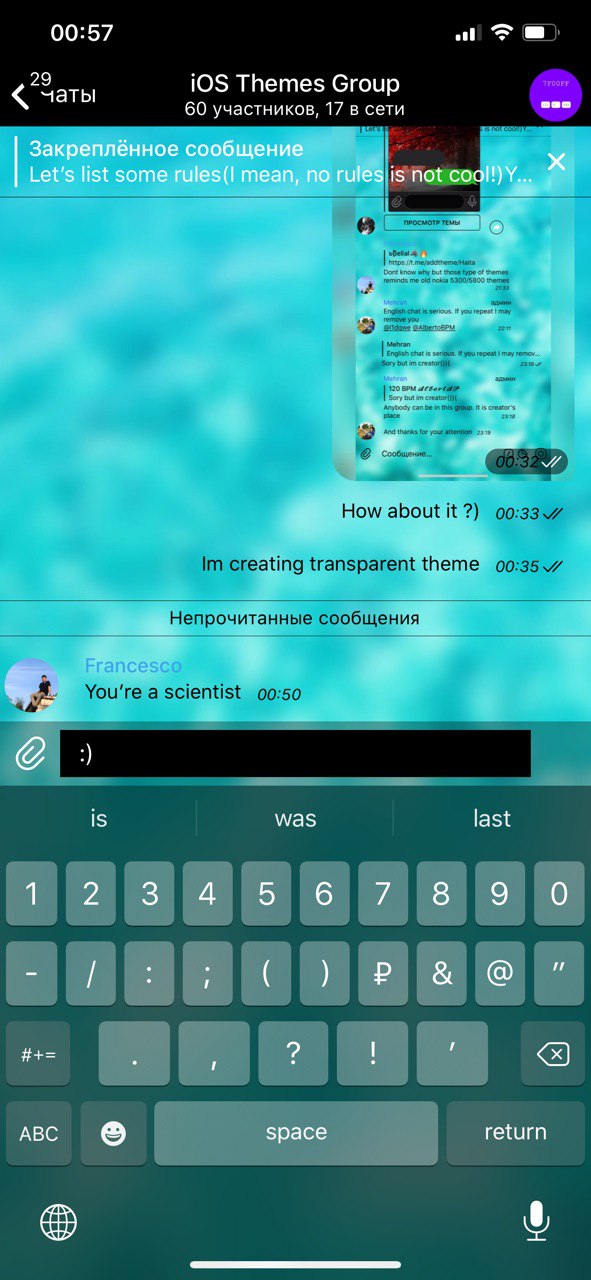 00:57
29
Чаты
iOS Themes Group
60 участников, 17 в сети
7F00FF
Закреплённое сообщение
Let's list some rules(I mean, no rules is not cool!)Y...
ПРОСМОТР ТЕМЫ
https://t.me/addtheme/Haita
Dont know why but those type of themes
reminds me old nokia 5300/5800 themes
21:33
Mehran админ
English chat is serious. If you repeat I may
remove you
@l1dqwe @AlbertoBPM 22:11
Mehran
English chat is serious. If you repeat I may remov...
Sorry but im creator))( 23:16
Mehran админ
120 BPM
Sorry but im creator))(
Anybody can be in this group. It is creator's
place 23:18
And thanks for your attention 23:19
Сообщение...
00:32
How about it ?) 00:33
Im creating transparent theme 00:35
Непрочитанные сообщения
Francesco
You're a scientist 00:50
:)
is was last
1 2 3 4 5 6 7 8 9 0
- / : ; ( ) ₽ & @ "
#+= . , ? ! '
ABC space return